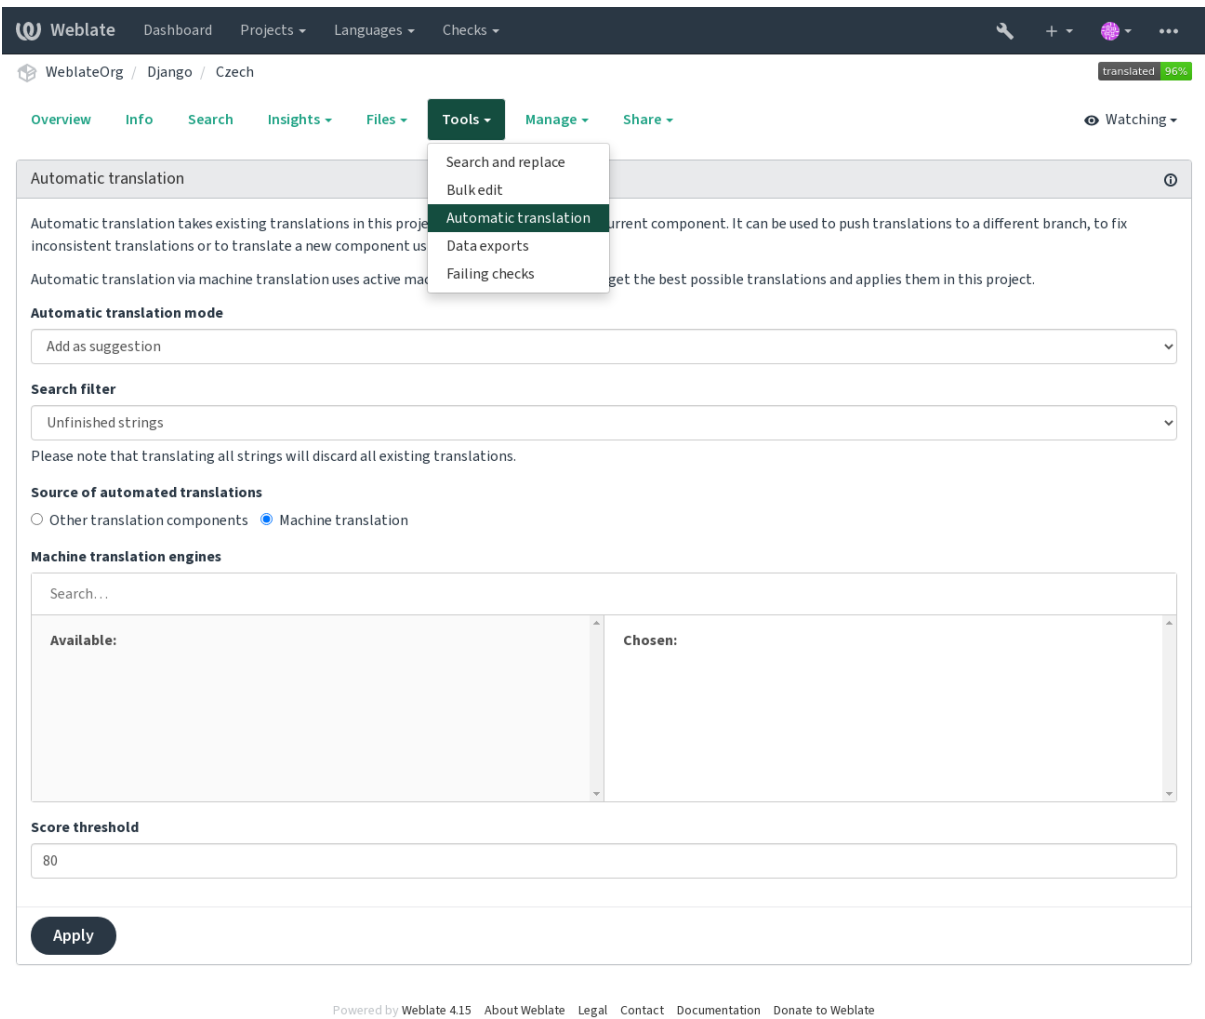 Weblate Dashboard Projects Languages Checks
WeblateOrg / Django / Czech translated 96%
Overview Info Search Insights Files Tools Manage Share Watching
Search and replace
Bulk edit
Automatic translation
Data exports
Failing checks
Automatic translation
Automatic translation takes existing translations in this proje urrent component. It can be used to push translations to a different branch, to fix
inconsistent translations or to translate a new component us
Automatic translation via machine translation uses active mac get the best possible translations and applies them in this project.
Automatic translation mode
Add as suggestion
Search filter
Unfinished strings
Please note that translating all strings will discard all existing translations.
Source of automated translations
Other translation components Machine translation
Machine translation engines
Search…
Available: Chosen:
Score threshold
80
Apply
Powered by Weblate 4.15 About Weblate Legal Contact Documentation Donate to Weblate